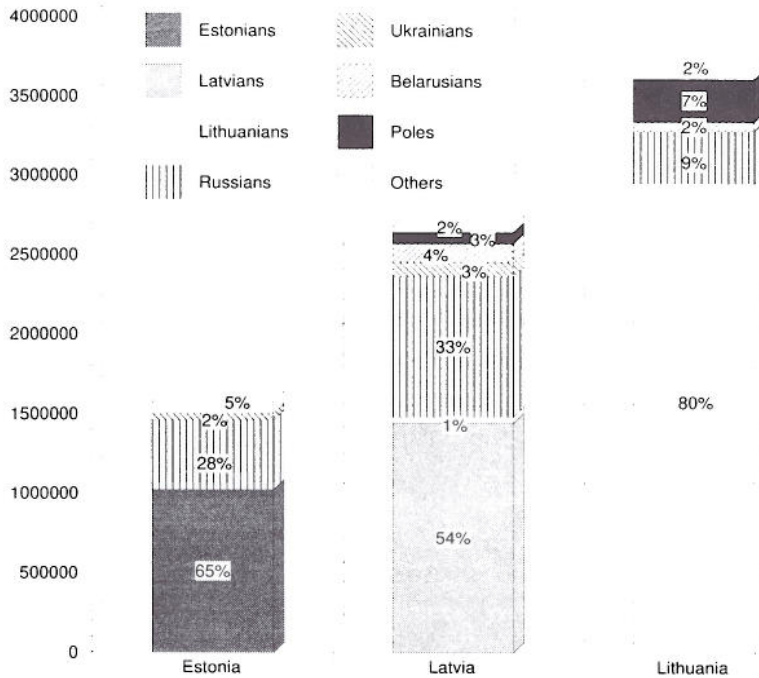 4000000
3500000
3000000
2500000
2000000
1500000
1000000
500000
0
Estonians
Latvians
Lithuanians
Russians
Ukrainians
Belarusians
Poles
Others
5%
2%
28%
65%
Estonia
2%
3%
4%
3%
33%
1%
54%
Latvia
2%
7%
2%
9%
80%
Lithuania